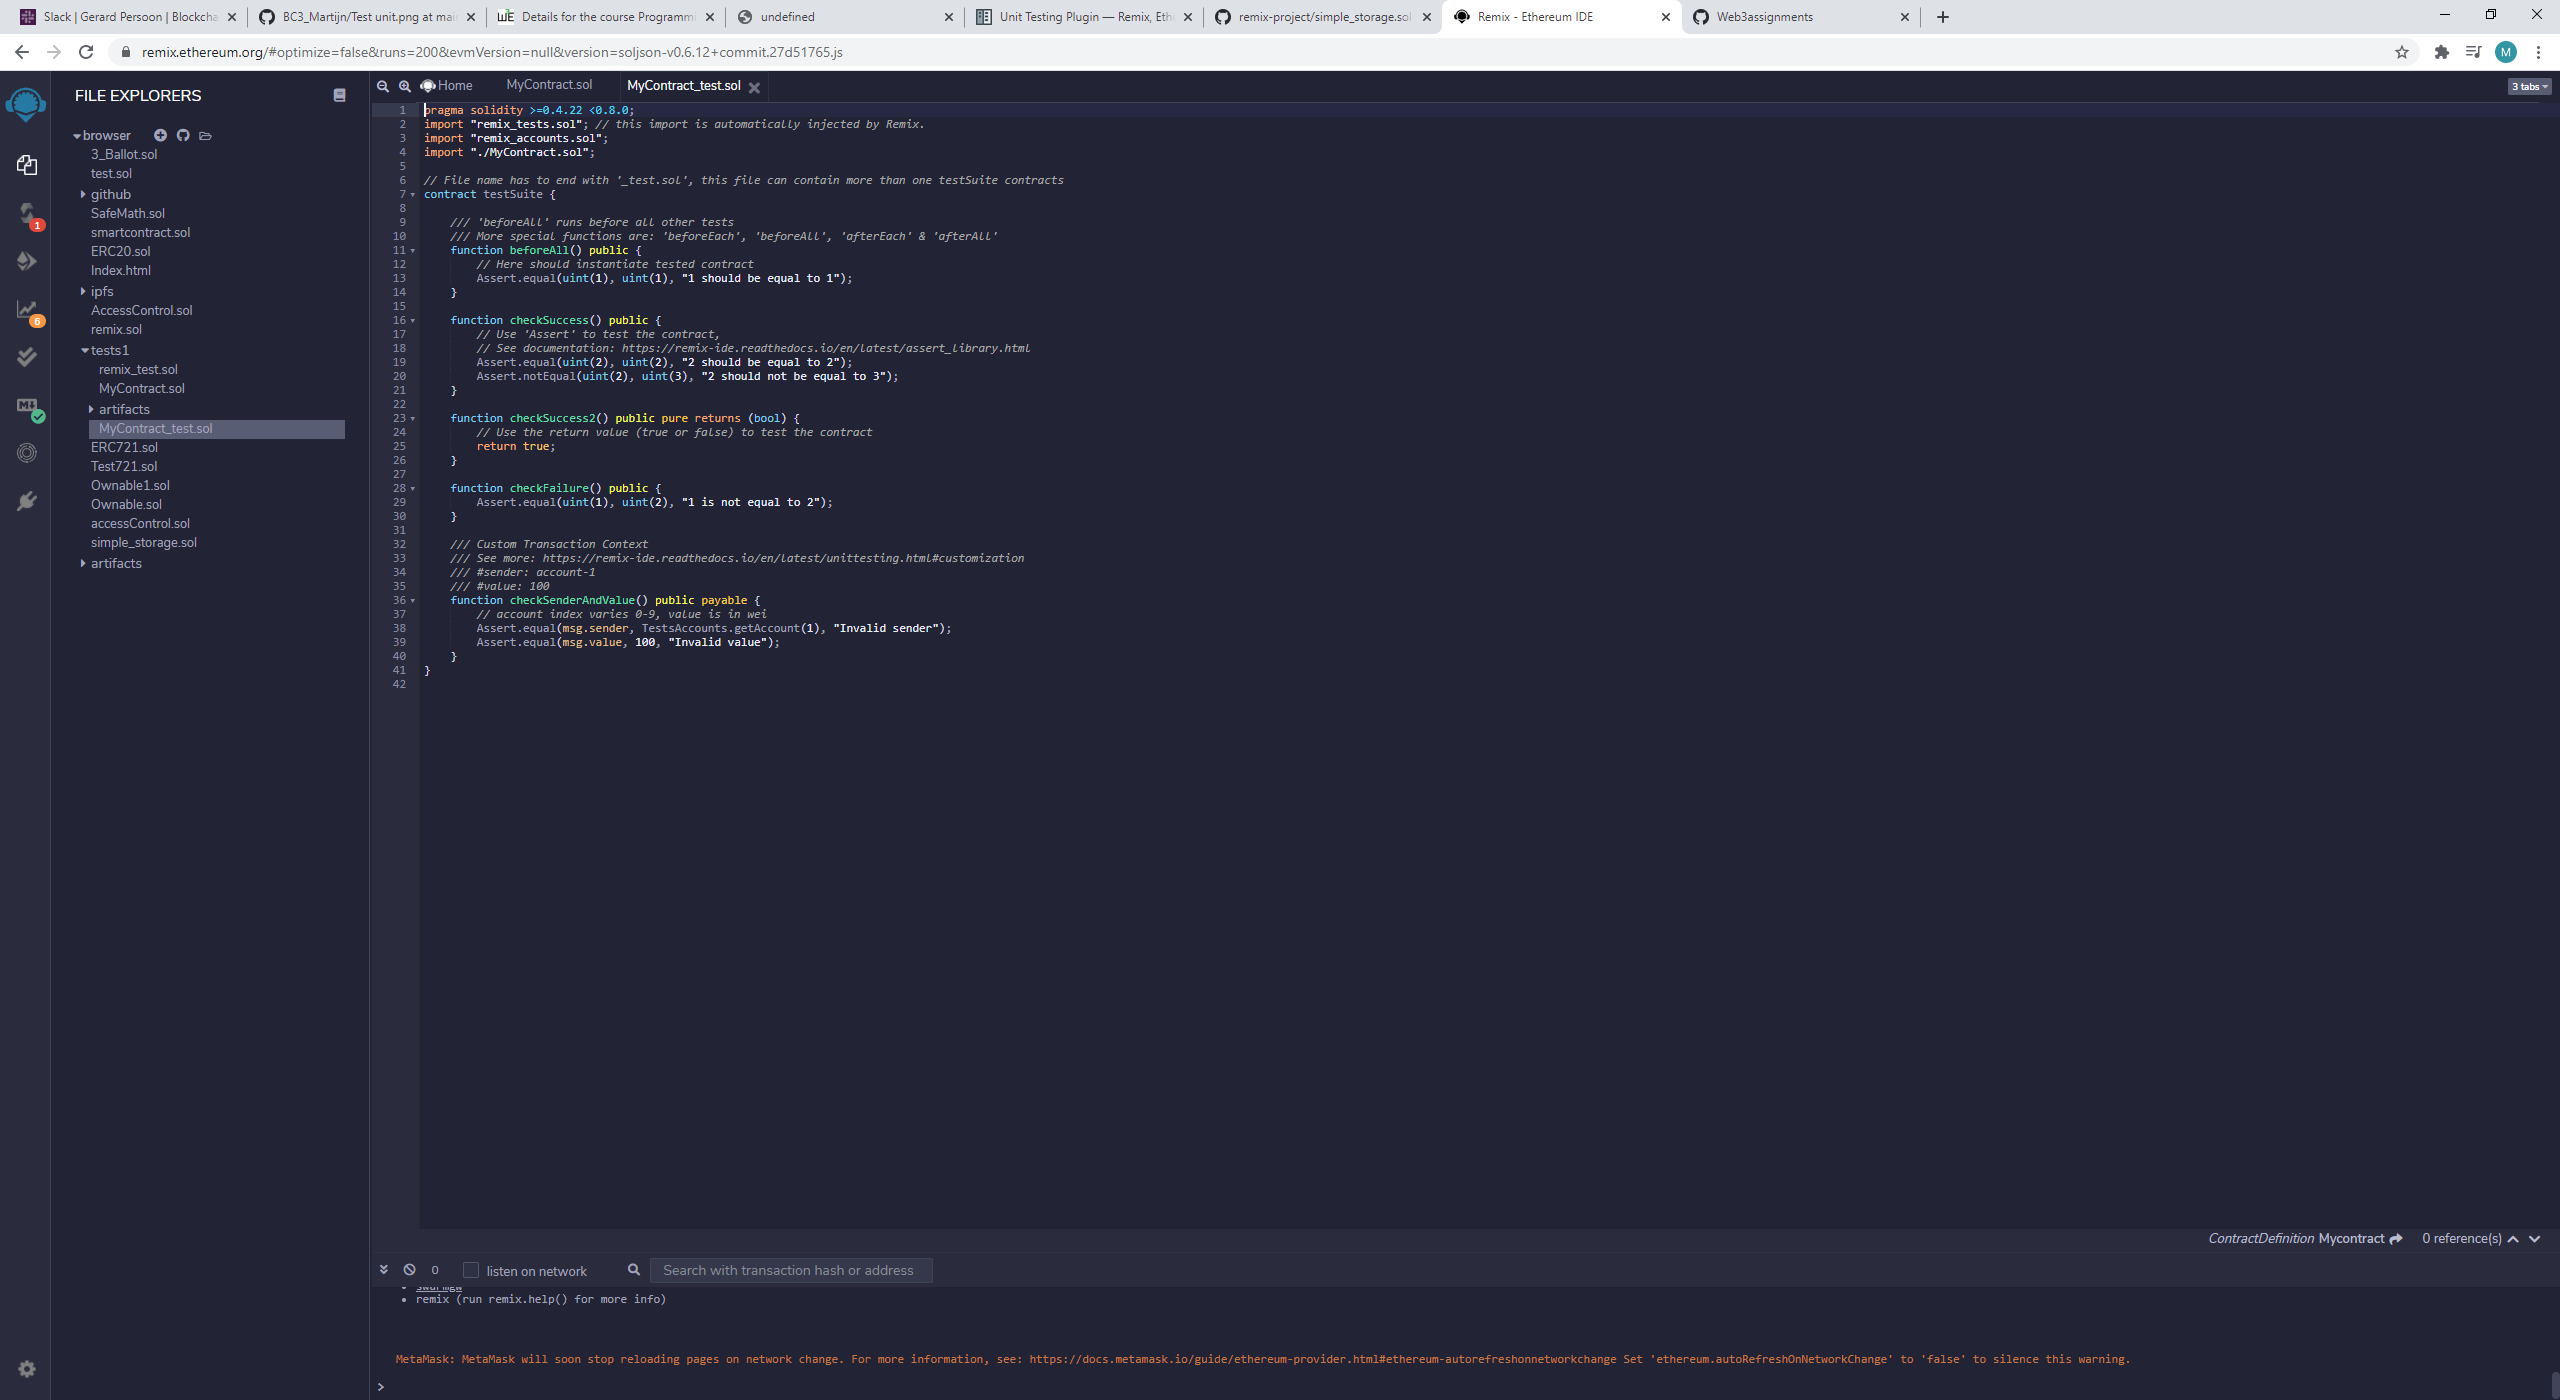 Slack | Gerard Persoon | Blockcha
BC3_Martijn/Test unit.png at mai
Details for the course Programmi
undefined
Unit Testing Plugin — Remix, Eth
remix-project/simple_storage.sol
Remix - Ethereum IDE
Web3assignments
remix.ethereum.org/#optimize=false&runs=200&evmVersion=null&version=soljson-v0.6.12+commit.27d51765.js
M
FILE EXPLORERS
browser
3_Ballot.sol
test.sol
github
SafeMath.sol
smartcontract.sol
ERC20.sol
Index.html
ipfs
AccessControl.sol
remix.sol
tests1
remix_test.sol
MyContract.sol
artifacts
MyContract_test.sol
ERC721.sol
Test721.sol
Ownable1.sol
Ownable.sol
accessControl.sol
simple_storage.sol
artifacts
1
6
Home
MyContract.sol
MyContract_test.sol
3 tabs
1 pragma solidity >=0.4.22 <0.8.0;
2 import "remix_tests.sol"; // this import is automatically injected by Remix.
3 import "remix_accounts.sol";
4 import "./MyContract.sol";
5
6 // File name has to end with '_test.sol', this file can contain more than one testSuite contracts
7 contract testSuite {
8
9 /// 'beforeAll' runs before all other tests
10 /// More special functions are: 'beforeEach', 'beforeAll', 'afterEach' & 'afterAll'
11 function beforeAll() public {
12 // Here should instantiate tested contract
13 Assert.equal(uint(1), uint(1), "1 should be equal to 1");
14 }
15
16 function checkSuccess() public {
17 // Use 'Assert' to test the contract,
18 // See documentation: https://remix-ide.readthedocs.io/en/latest/assert_library.html
19 Assert.equal(uint(2), uint(2), "2 should be equal to 2");
20 Assert.notEqual(uint(2), uint(3), "2 should not be equal to 3");
21 }
22
23 function checkSuccess2() public pure returns (bool) {
24 // Use the return value (true or false) to test the contract
25 return true;
26 }
27
28 function checkFailure() public {
29 Assert.equal(uint(1), uint(2), "1 is not equal to 2");
30 }
31
32 /// Custom Transaction Context
33 /// See more: https://remix-ide.readthedocs.io/en/latest/unittesting.html#customization
34 /// #sender: account-1
35 /// #value: 100
36 function checkSenderAndValue() public payable {
37 // account index varies 0-9, value is in wei
38 Assert.equal(msg.sender, TestsAccounts.getAccount(1), "Invalid sender");
39 Assert.equal(msg.value, 100, "Invalid value");
40 }
41 }
42
ContractDefinition Mycontract 0 reference(s)
0 listen on network Search with transaction hash or address
swarmgw
• remix (run remix.help() for more info)
MetaMask: MetaMask will soon stop reloading pages on network change. For more information, see: https://docs.metamask.io/guide/ethereum-provider.html#ethereum-autorefreshonnetworkchange Set 'ethereum.autoRefreshOnNetworkChange' to 'false' to silence this warning.
>